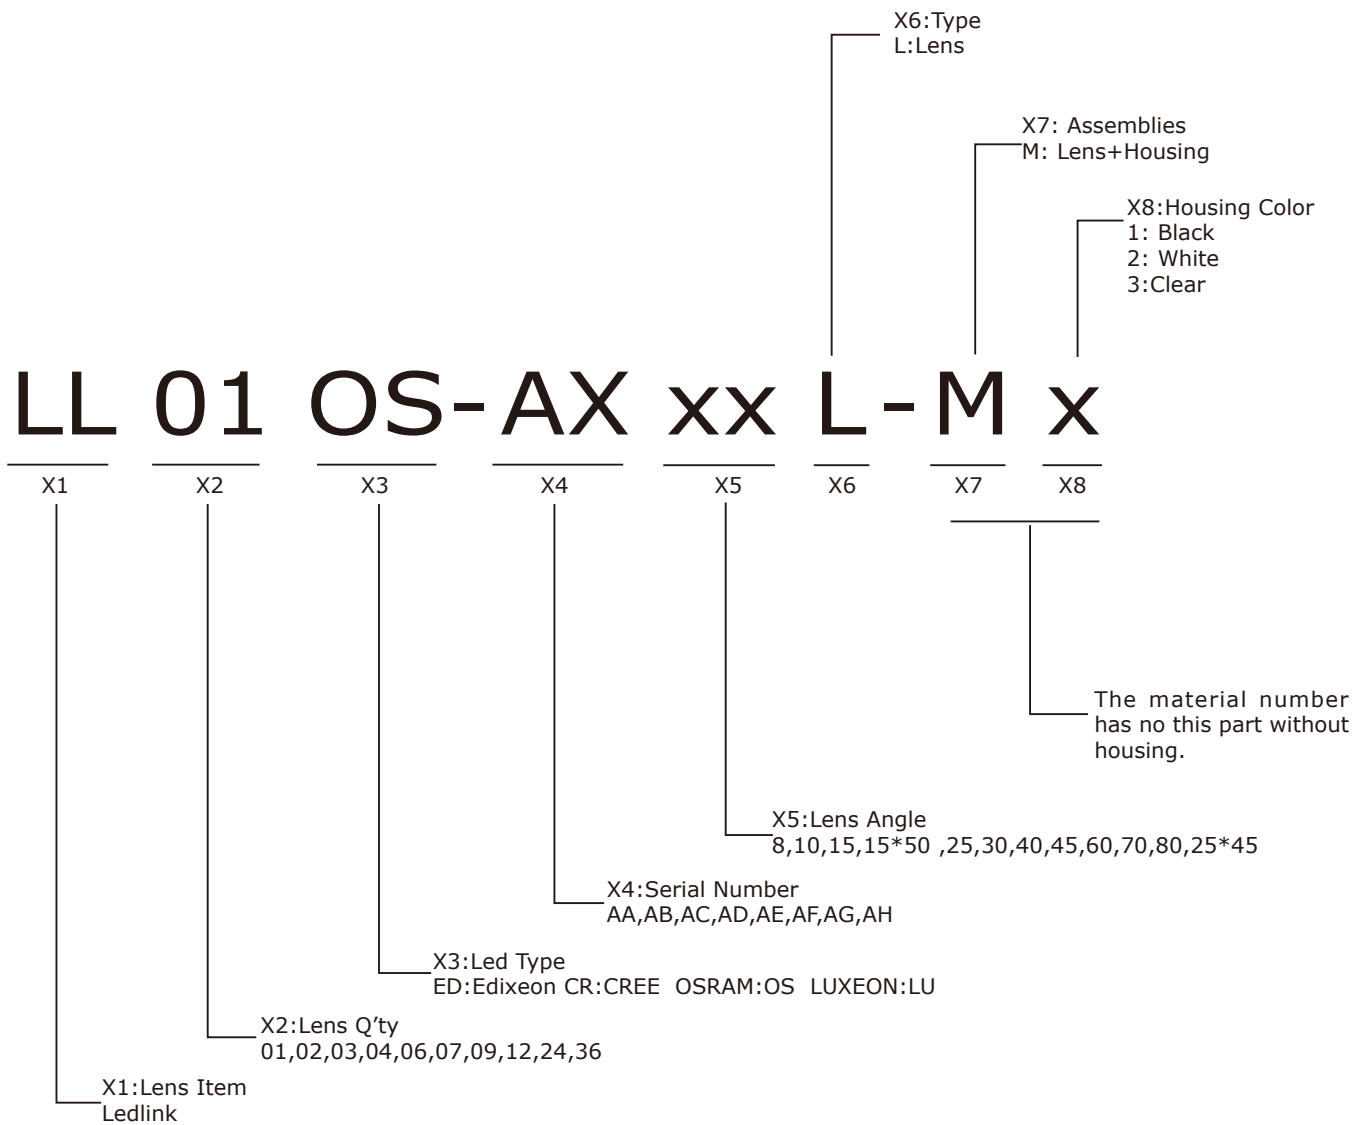 X6:Type
L:Lens
X7: Assemblies
M: Lens+Housing
X8:Housing Color
1: Black
2: White
3:Clear
LL 01 OS-AX xx L-M x
X1 X2 X3 X4 X5 X6 X7 X8
The material number
has no this part without
housing.
X5:Lens Angle
8,10,15,15*50 ,25,30,40,45,60,70,80,25*45
X4:Serial Number
AA,AB,AC,AD,AE,AF,AG,AH
X3:Led Type
ED:Edixeon CR:CREE OSRAM:OS LUXEON:LU
X2:Lens Q’ty
01,02,03,04,06,07,09,12,24,36
X1:Lens Item
Ledlink